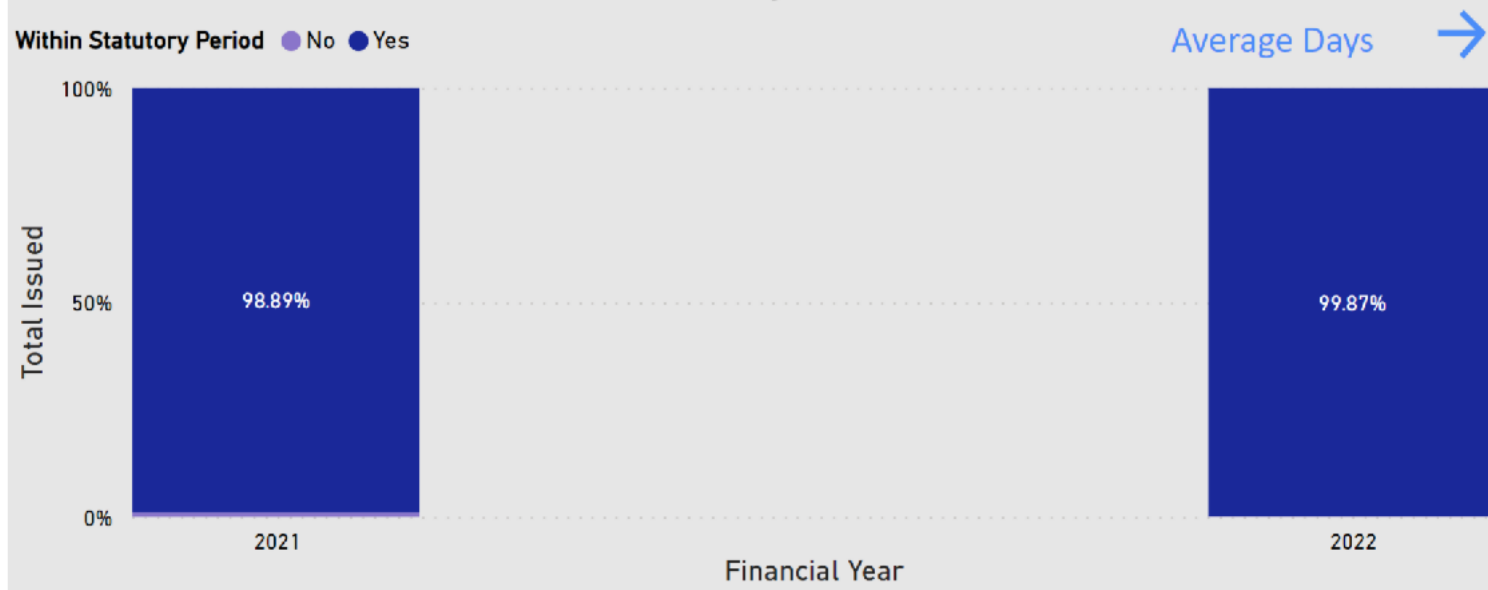 Within Statutory Period No Yes
Average Days
100%
Total Issued
50%
98.89%
99.87%
0%
2021
2022
Financial Year